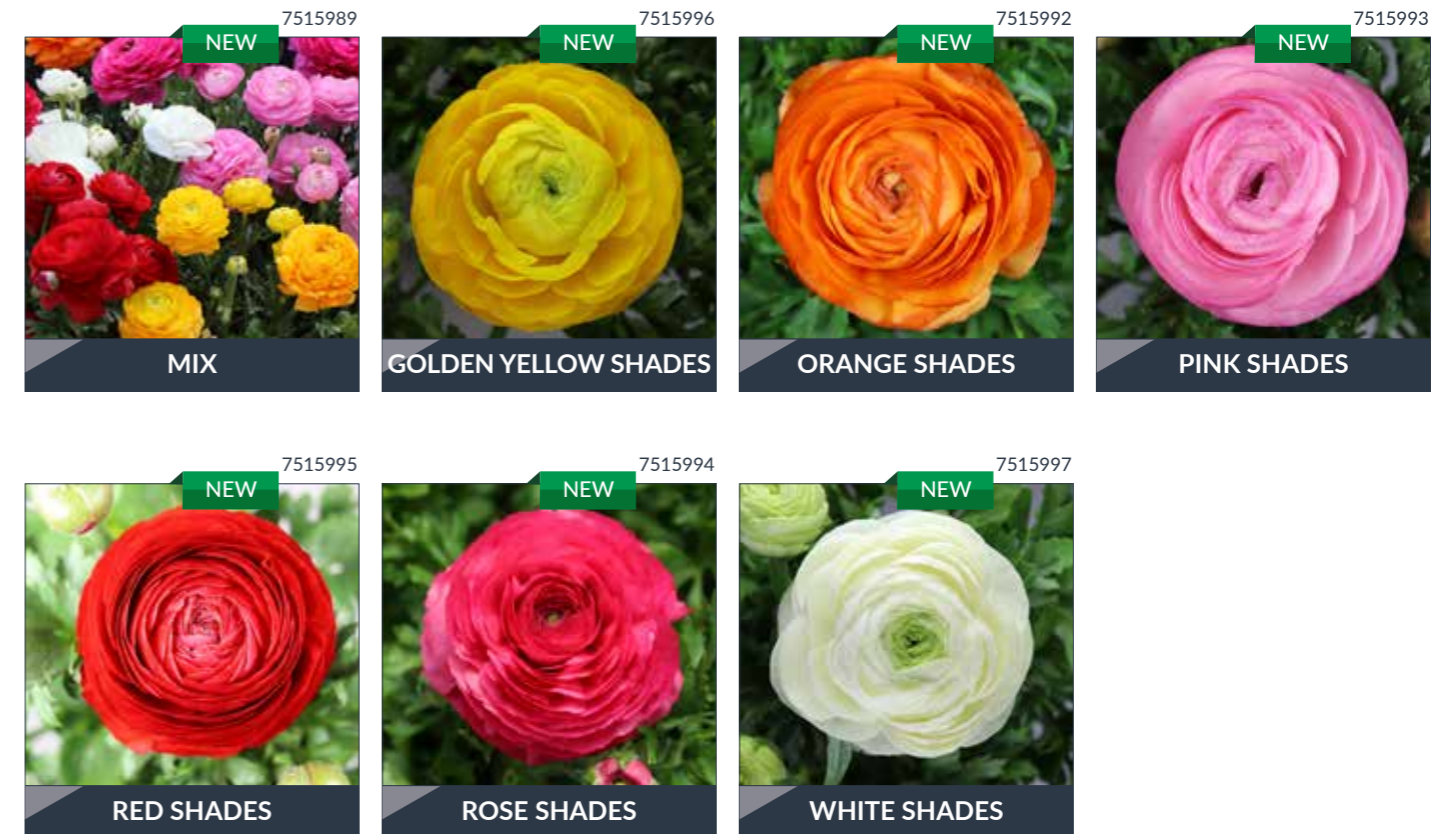 7515989
NEW
MIX
7515996
NEW
GOLDEN YELLOW SHADES
7515992
NEW
ORANGE SHADES
7515993
NEW
PINK SHADES
7515995
NEW
RED SHADES
7515994
NEW
ROSE SHADES
7515997
NEW
WHITE SHADES